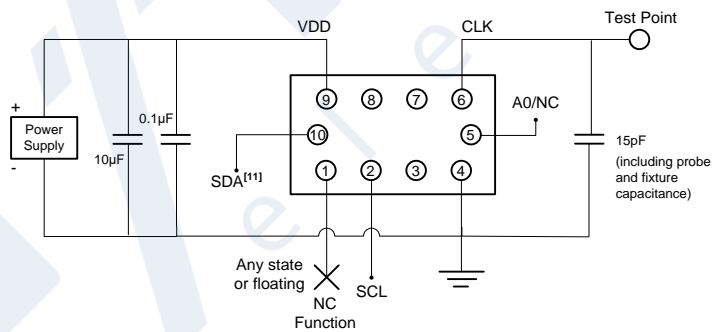 VDD
CLK
Test Point
+
Power
Supply
-
10µF
0.1µF
9
8
7
6
10
5
1
2
3
4
A0/NC
SDA[11]
15pF
(including probe
and fixture
capacitance)
Any state
or floating
NC
Function
SCL